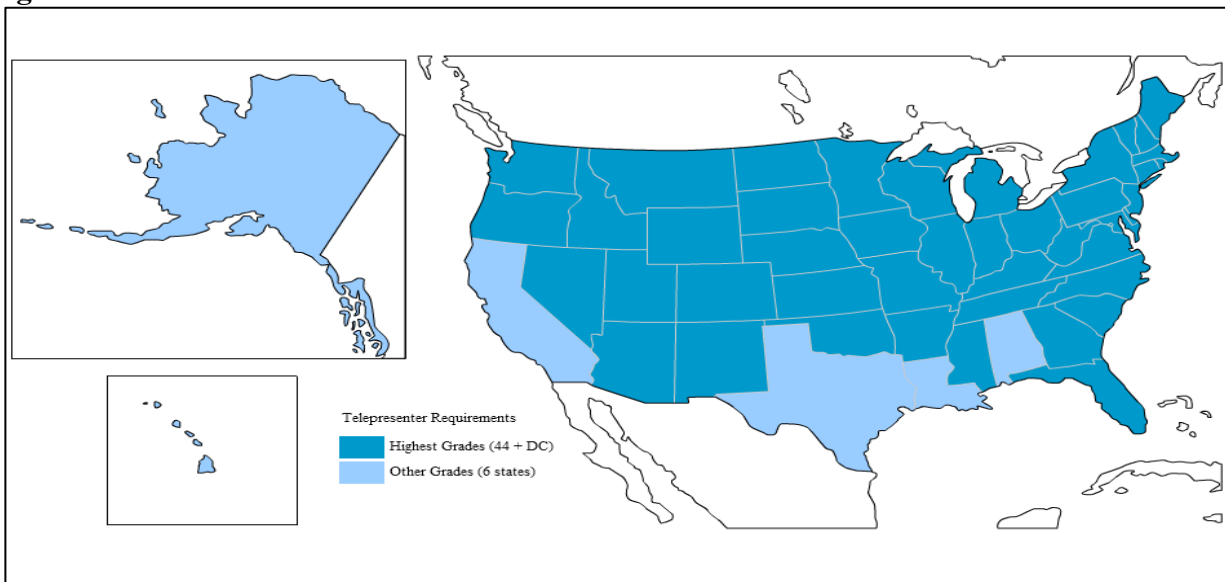 Telepresenter Requirements
Highest Grades (44 + DC)
Other Grades (6 states)